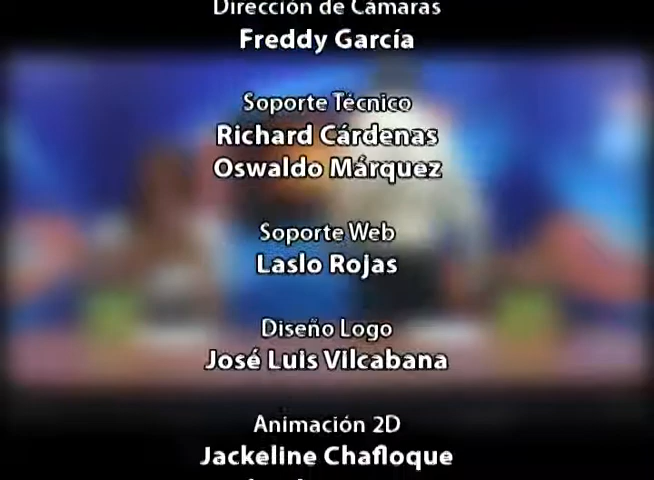 Dirección de Cámaras
Freddy García
Soporte Técnico
Richard Cárdenas
Oswaldo Márquez
Soporte Web
Laslo Rojas
Diseño Logo
José Luis Vilcabana
Animación 2D
Jackeline Chafloque